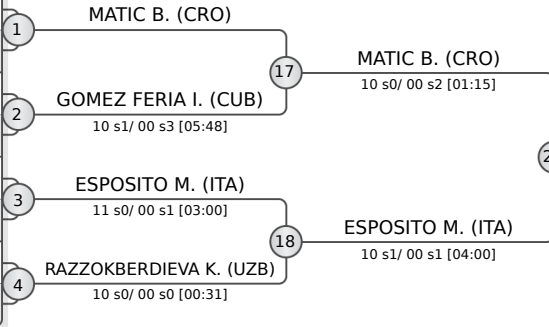 MATIC B. (CRO)
1
17
MATIC B. (CRO)
10 s0/ 00 s2 [01:15]
GOMEZ FERIA I. (CUB)
2
10 s1/ 00 s3 [05:48]
2
ESPOSITO M. (ITA)
3
11 s0/ 00 s1 [03:00]
18
ESPOSITO M. (ITA)
10 s1/ 00 s1 [04:00]
RAZZOKBERDIEVA K. (UZB)
4
10 s0/ 00 s0 [00:31]